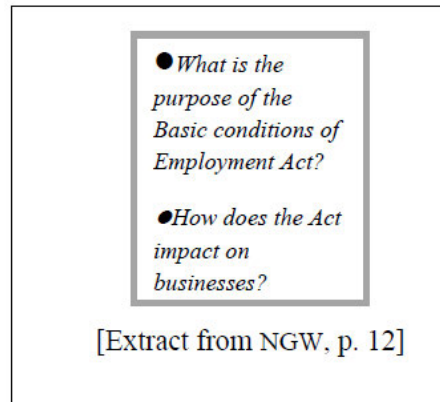 ●What is the
purpose of the
Basic conditions of
Employment Act?
●How does the Act
impact on
businesses?
[Extract from NGW, p. 12]